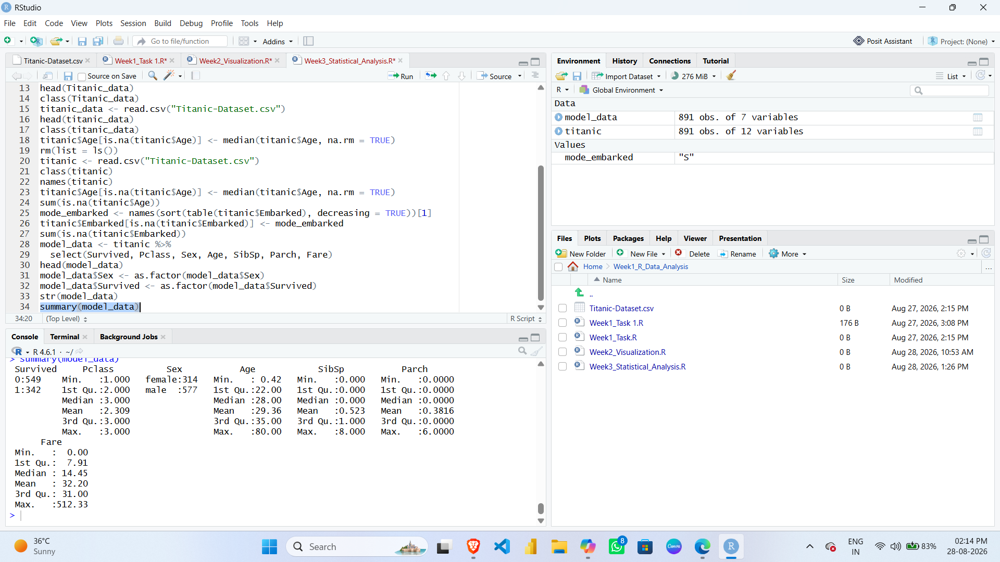 RStudio
File Edit Code View Plots Session Build Debug Profile Tools Help
Go to file/function Addins Posit Assistant Project: (None)
Titanic-Dataset.csv Week1_Task 1.R* Week2_Visualization.R* Week3_Statistical_Analysis.R*
Source on Save Run Source
13 head(Titanic_data)
14 class(Titanic_data)
15 titanic_data <- read.csv("Titanic-Dataset.csv")
16 head(titanic_data)
17 class(titanic_data)
18 titanic$Age[is.na(titanic$Age)] <- median(titanic$Age, na.rm = TRUE)
19 rm(list = ls())
20 titanic <- read.csv("Titanic-Dataset.csv")
21 class(titanic)
22 names(titanic)
23 titanic$Age[is.na(titanic$Age)] <- median(titanic$Age, na.rm = TRUE)
24 sum(is.na(titanic$Age))
25 mode_embarked <- names(sort(table(titanic$Embarked), decreasing = TRUE))[1]
26 titanic$Embarked[is.na(titanic$Embarked)] <- mode_embarked
27 sum(is.na(titanic$Embarked))
28 model_data <- titanic %>%
29   select(Survived, Pclass, Sex, Age, SibSp, Parch, Fare)
30 head(model_data)
31 model_data$Sex <- as.factor(model_data$Sex)
32 model_data$Survived <- as.factor(model_data$Survived)
33 str(model_data)
34 summary(model_data)
34:20 (Top Level) R Script
Console Terminal Background Jobs
R 4.6.1 · ~/
> summary(model_data)
Survived Pclass Sex Age SibSp Parch
0:549 Min. :1.000 female:314 Min. : 0.42 Min. :0.000 Min. :0.0000
1:342 1st Qu.:2.000 male :577 1st Qu.:22.00 1st Qu.:0.000 1st Qu.:0.0000
Median :3.000 Median :28.00 Median :0.000 Median :0.0000
Mean :2.309 Mean :29.36 Mean :0.523 Mean :0.3816
3rd Qu.:3.000 3rd Qu.:35.00 3rd Qu.:1.000 3rd Qu.:0.0000
Max. :3.000 Max. :80.00 Max. :8.000 Max. :6.0000
Fare
Min. : 0.00
1st Qu.: 7.91
Median : 14.45
Mean : 32.20
3rd Qu.: 31.00
Max. :512.33
>
Environment History Connections Tutorial
Import Dataset 276 MiB List
R Global Environment
Data
model_data 891 obs. of 7 variables
titanic 891 obs. of 12 variables
Values
mode_embarked "S"
Files Plots Packages Help Viewer Presentation
New Folder New File Delete Rename More
Home Week1_R_Data_Analysis ...
Name Size Modified
..
Titanic-Dataset.csv 0 B Aug 27, 2026, 2:15 PM
Week1_Task 1.R 176 B Aug 27, 2026, 3:08 PM
Week1_Task.R 0 B Aug 27, 2026, 2:15 PM
Week2_Visualization.R 0 B Aug 28, 2026, 10:53 AM
Week3_Statistical_Analysis.R 0 B Aug 28, 2026, 1:26 PM
36°C
Sunny
Search
Canva
8
R
ENG
IN
83%
02:14 PM
28-08-2026